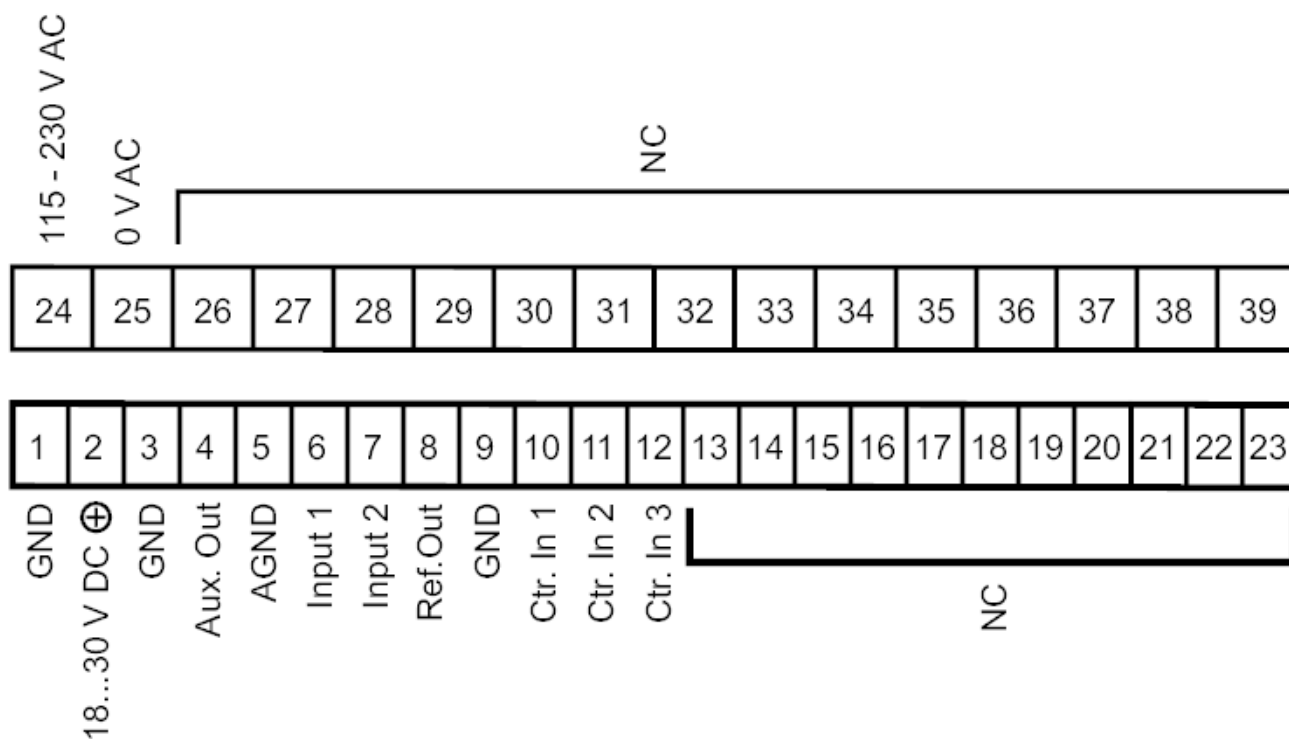 115 - 230 V AC
0 V AC
NC
24 25 26 27 28 29 30 31 32 33 34 35 36 37 38 39
1 2 3 4 5 6 7 8 9 10 11 12 13 14 15 16 17 18 19 20 21 22 23
GND
18...30 V DC ⊕
GND
Aux. Out
AGND
Input 1
Input 2
Ref.Out
GND
Ctr. In 1
Ctr. In 2
Ctr. In 3
NC